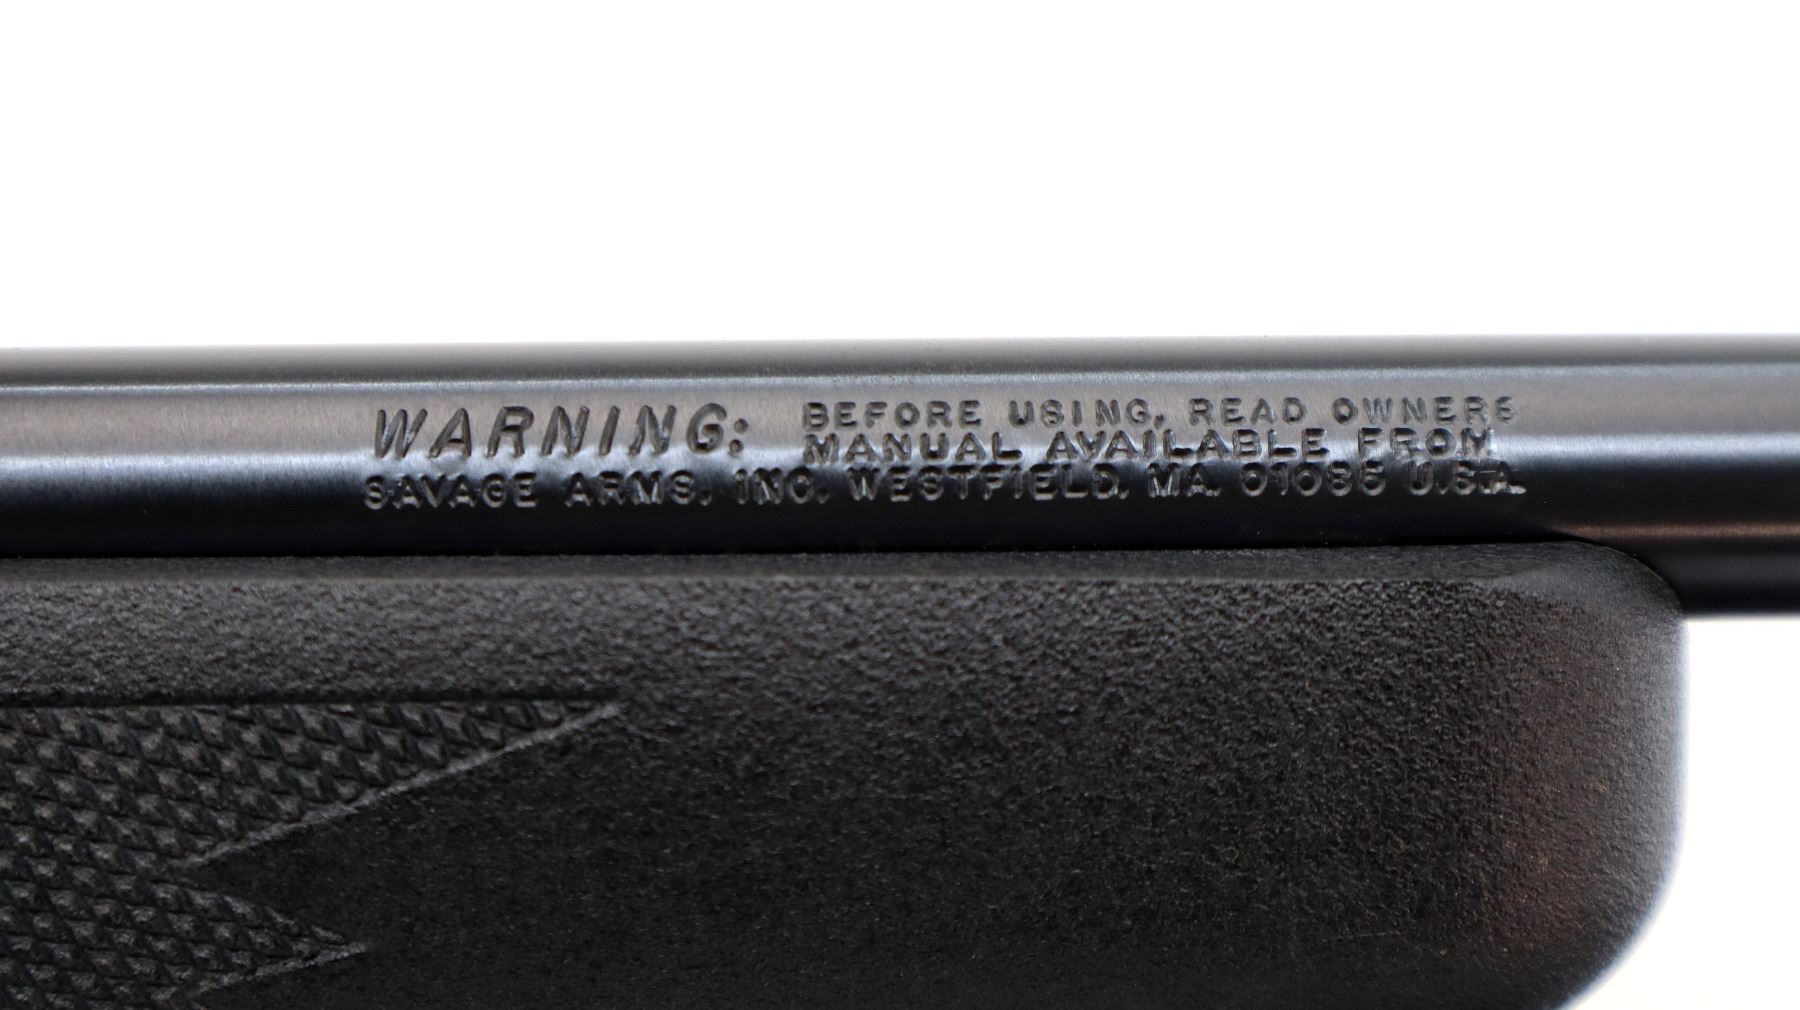 WARNING: BEFORE USING, READ OWNERS
MANUAL AVAILABLE FROM
SAVAGE ARMS, INC. WESTFIELD, MA. 01085 U.S.A.